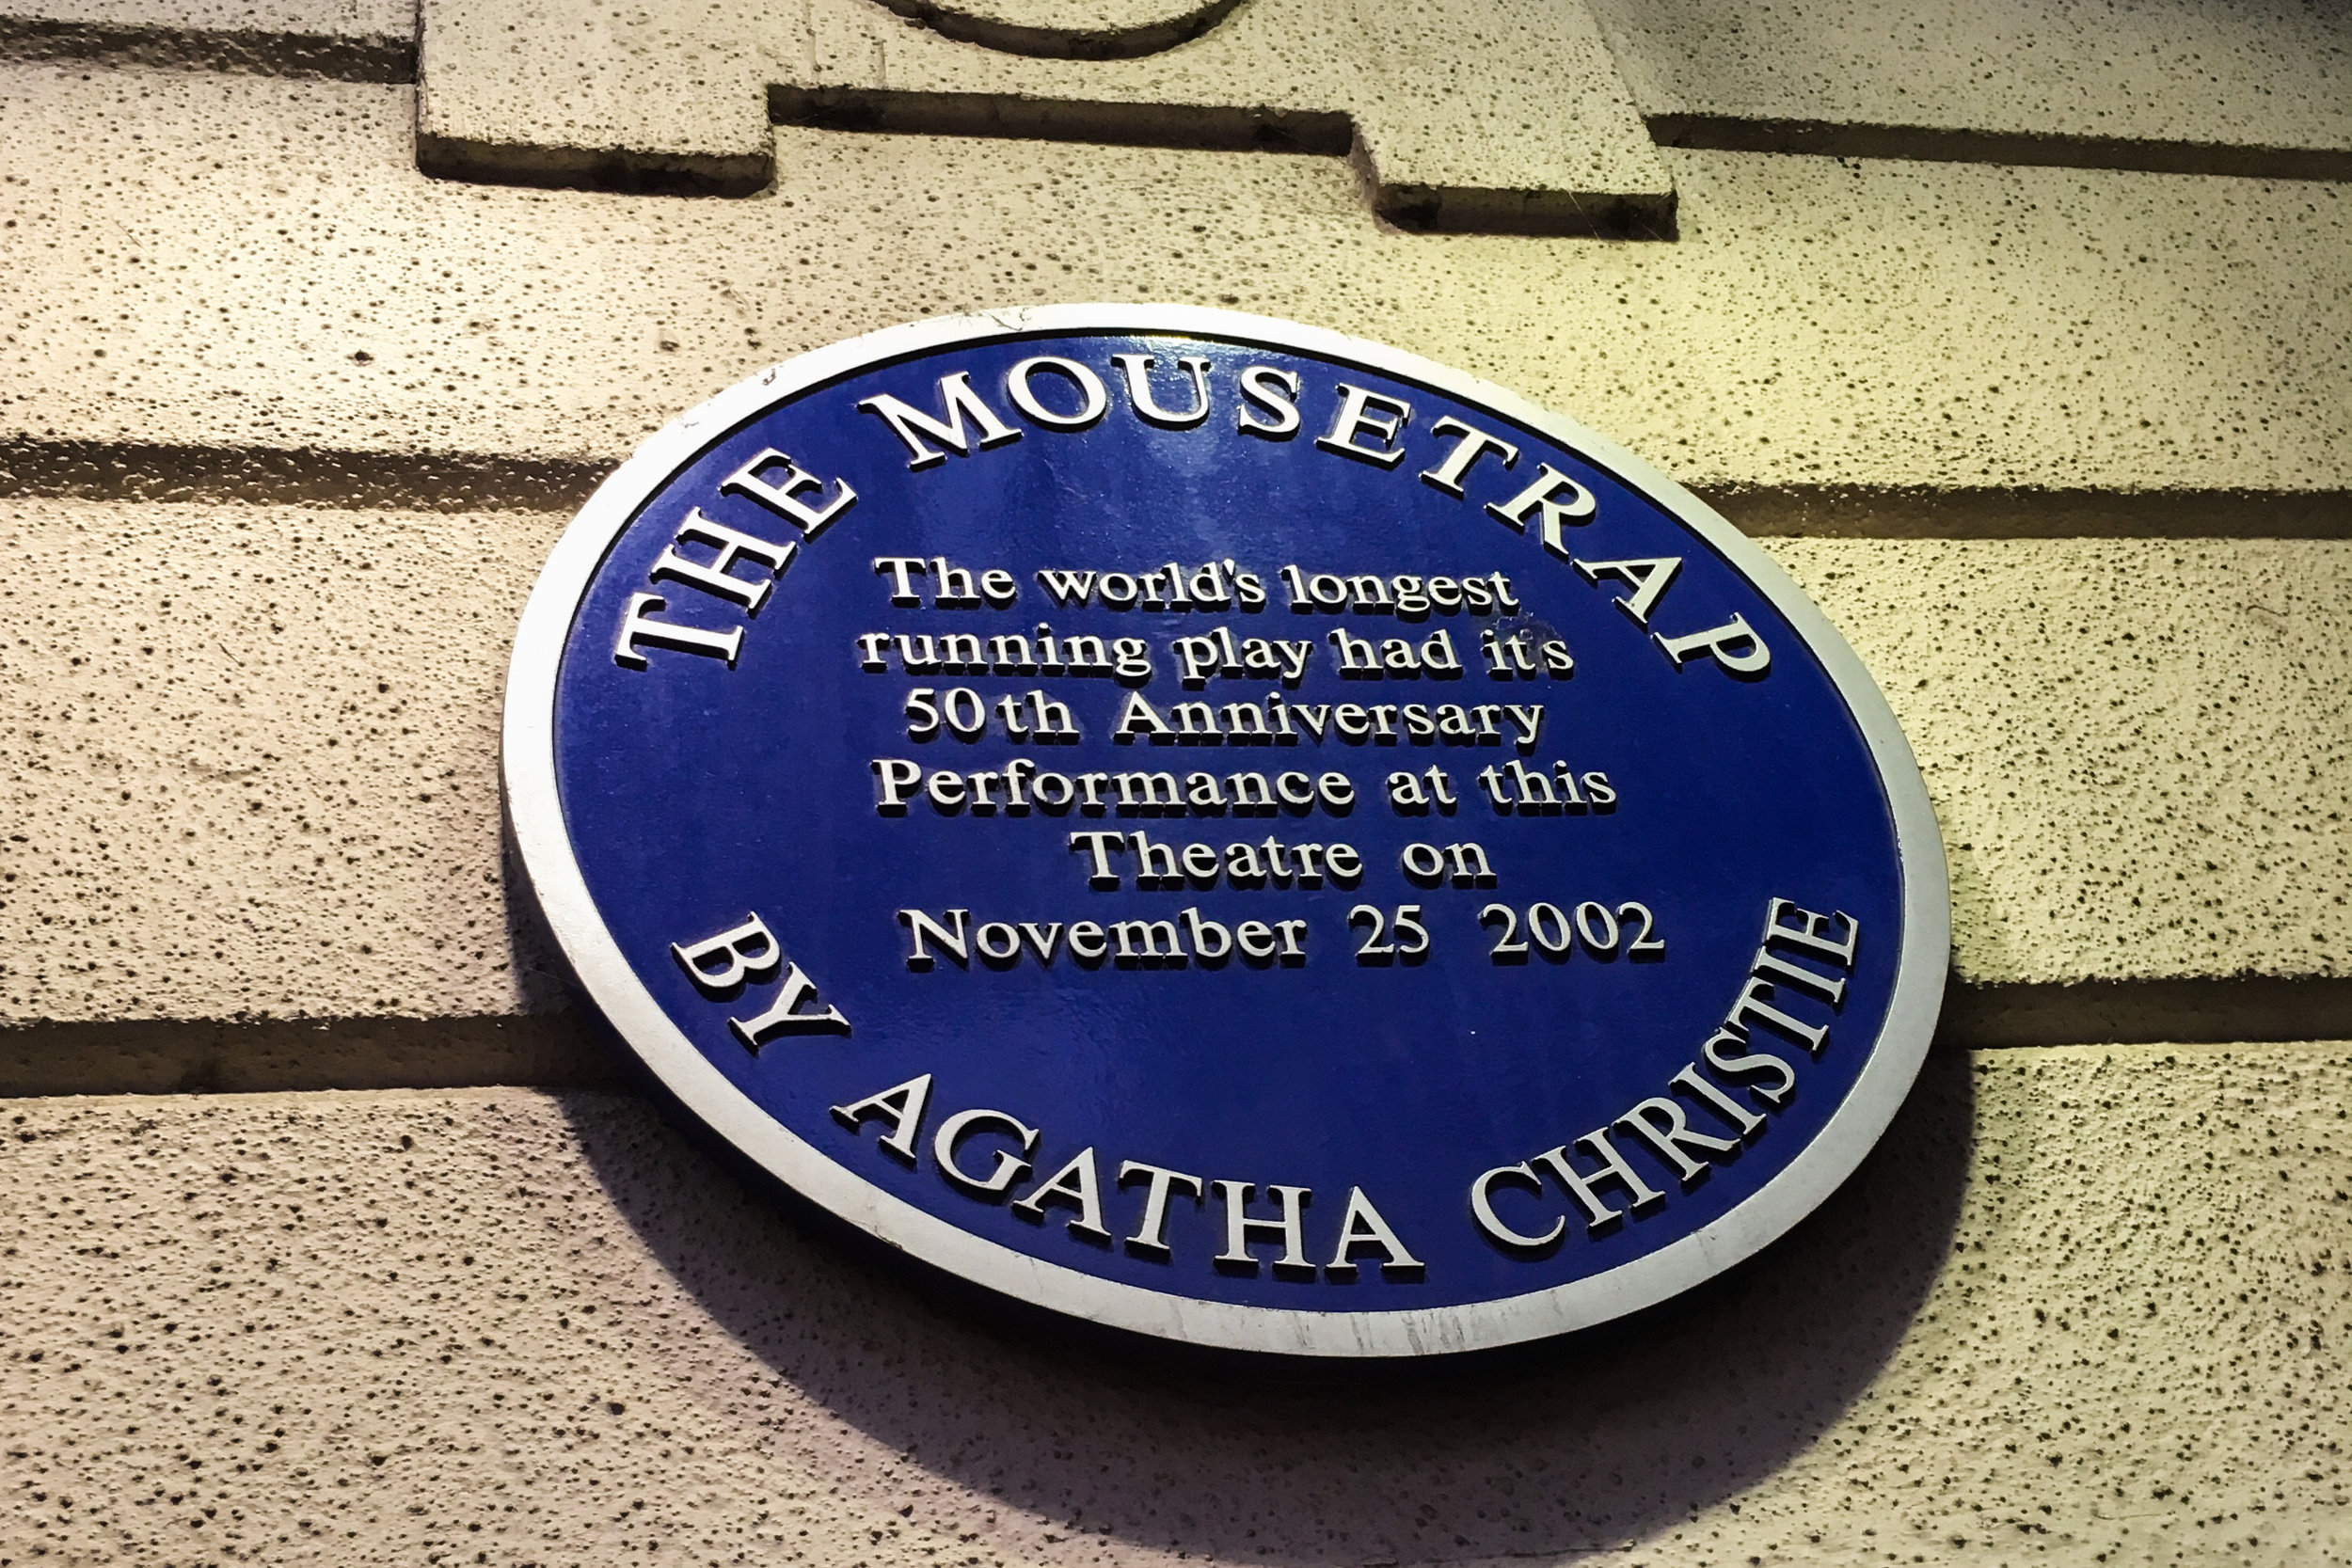 THE MOUSETRAP
The world's longest
running play had it's
50th Anniversary
Performance at this
Theatre on
November 25 2002
BY AGATHA CHRISTIE